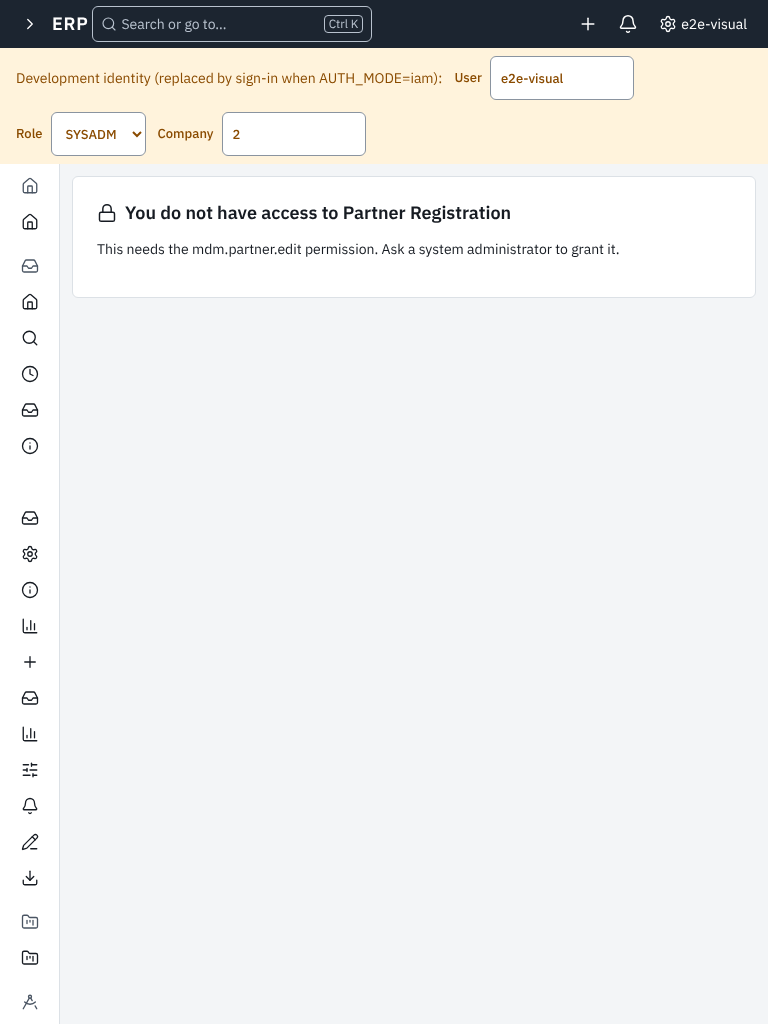 ERP
Search or go to...
Ctrl K
e2e-visual
Development identity (replaced by sign-in when AUTH_MODE=iam):
User
e2e-visual
Role
SYSADM
Company
2
You do not have access to Partner Registration
This needs the mdm.partner.edit permission. Ask a system administrator to grant it.